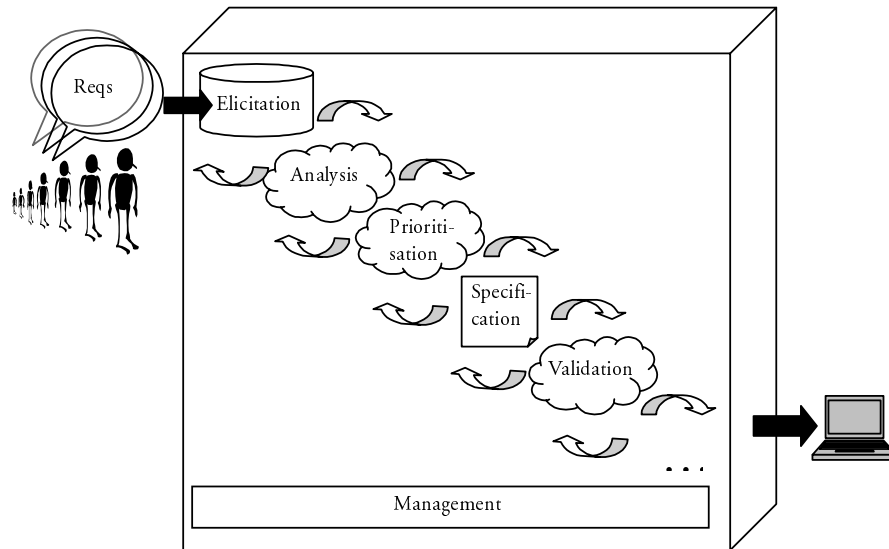 Reqs
Elicitation
Analysis
Prioriti-
sation
Specifi-
cation
Validation
. . .
Management